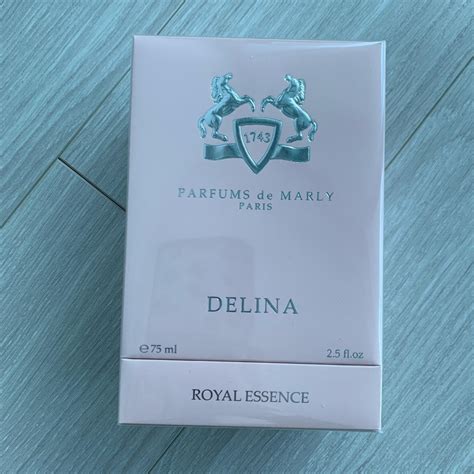 1743
PARFUMS de MARLY
PARIS
DELINA
℮75 ml 2.5 fl.oz
ROYAL ESSENCE